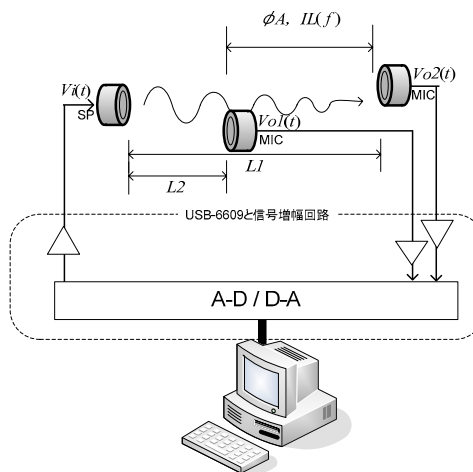 ϕA, IL(f)
Vi(t)
SP
Vo2(t)
MIC
Vo1(t)
MIC
L1
L2
USB-6609と信号増幅回路
A-D / D-A